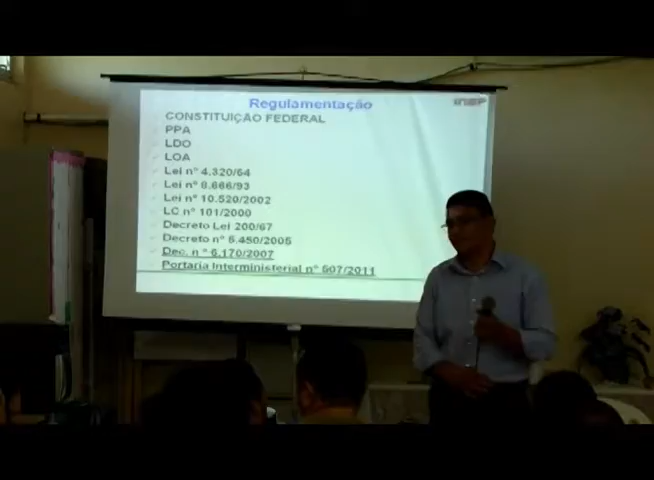 Regulamentação
INEP
CONSTITUIÇÃO FEDERAL
PPA
LDO
LOA
Lei nº 4.320/64
Lei nº 8.666/93
Lei nº 10.520/2002
LC nº 101/2000
Decreto Lei 200/67
Decreto nº 5.450/2005
Dec. nº 6.170/2007
Portaria Interministerial nº 507/2011